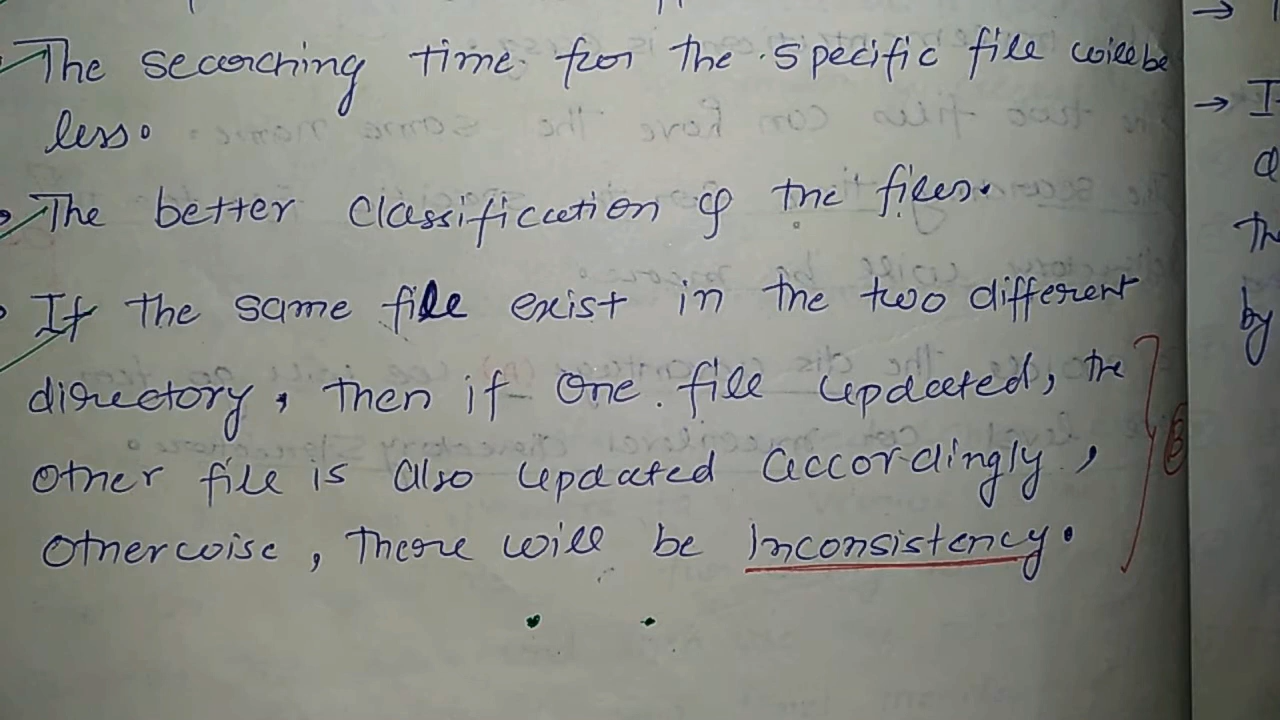 The searching time for the specific file will be
less.
The better classification of the files.
If the same file exist in the two different
directory, then if one file updated, the
other file is also updated accordingly,
otherwise, there will be inconsistency.
→
→ I
the
by